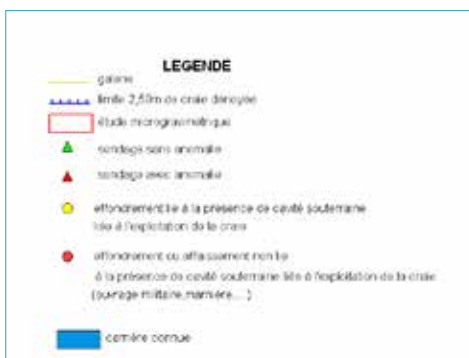 LEGENDE
galerie
limite 2,50m de craie dénoyée
étude microgravimétrique
sondage sans anomalie
sondage avec anomalie
effondrement lié à la présence de cavité souterraine
liée à l'exploitation de la craie
effondrement ou affaissement non lié
à la présence de cavité souterraine liée à l'exploitation de la craie
(ouvrage militaire,marnière....)
carrière connue